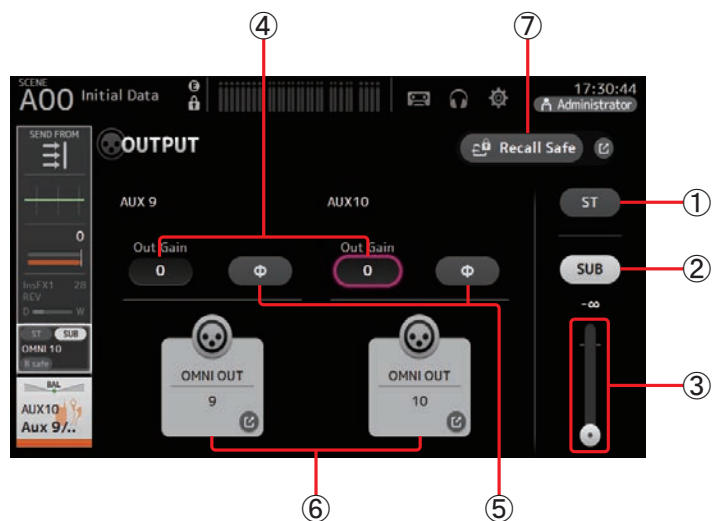 ④ ⑦
SCENE
A00 Initial Data
E
17:30:44
Administrator
SEND FROM
OUTPUT
Recall Safe
AUX 9 AUX10
ST ①
0
Out Gain Out Gain
0 Φ 0 Φ
SUB ②
InsFX1 28
REV
D W
-∞
ST SUB
OMNI 10
R safe
OMNI OUT OMNI OUT
9 10
③
BAL
AUX10
Aux 9/..
⑥ ⑤